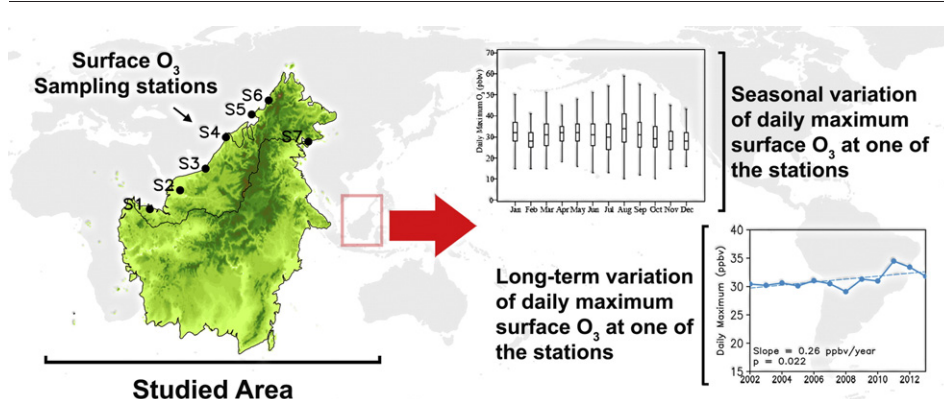 Surface O3
Sampling stations
S6
S5
S4
S7
S3
S2
S1
Studied Area
Daily Maximum O3 (ppbv)
70
60
50
40
30
20
10
0
Jan Feb Mar Apr May Jun Jul Aug Sep Oct Nov Dec
Seasonal variation
of daily maximum
surface O3 at one of
the stations
Long-term variation
of daily maximum
surface O3 at one of
the stations
Daily Maximum (ppbv)
40
35
30
25
20
15
Slope = 0.26 ppbv/year
p = 0.022
2002 2004 2006 2008 2010 2012